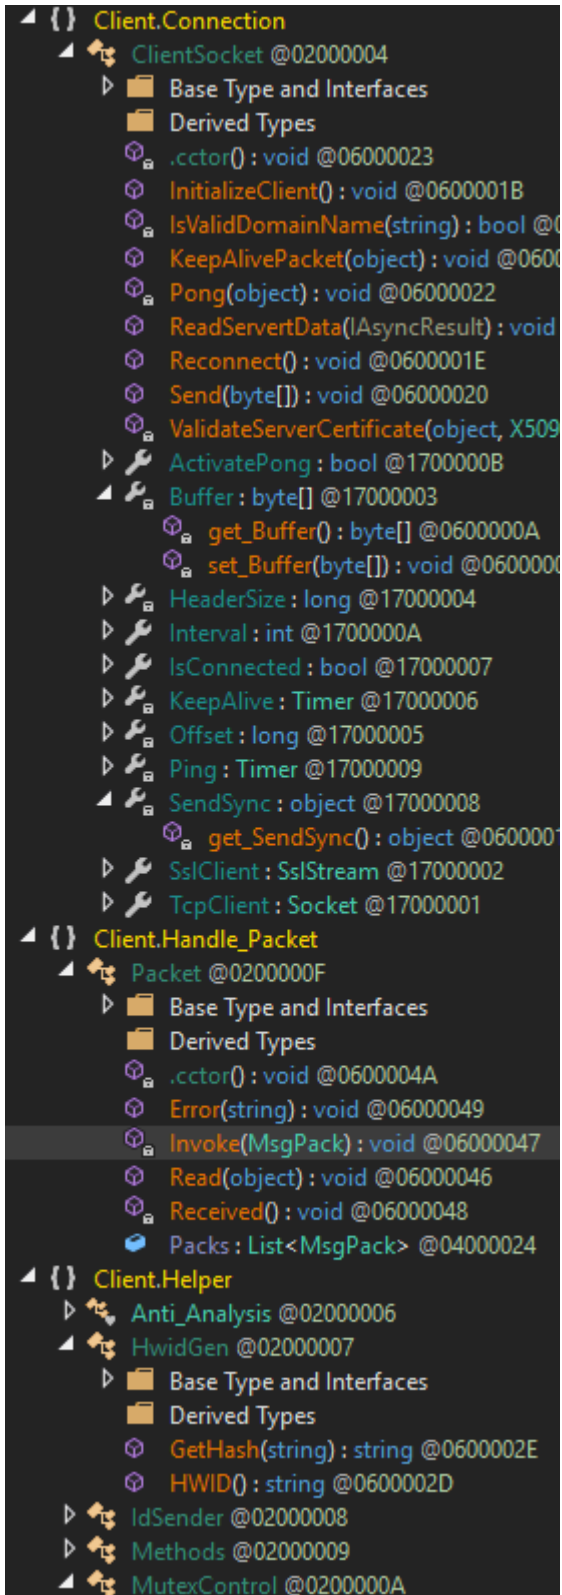 { } Client.Connection
ClientSocket @02000004
Base Type and Interfaces
Derived Types
.cctor() : void @06000023
InitializeClient() : void @0600001B
IsValidDomainName(string) : bool @0
KeepAlivePacket(object) : void @0600
Pong(object) : void @06000022
ReadServertData(IAsyncResult) : void
Reconnect() : void @0600001E
Send(byte[]) : void @06000020
ValidateServerCertificate(object, X509
ActivatePong : bool @1700000B
Buffer : byte[] @17000003
get_Buffer() : byte[] @0600000A
set_Buffer(byte[]) : void @0600000
HeaderSize : long @17000004
Interval : int @1700000A
IsConnected : bool @17000007
KeepAlive : Timer @17000006
Offset : long @17000005
Ping : Timer @17000009
SendSync : object @17000008
get_SendSync() : object @0600001
SslClient : SslStream @17000002
TcpClient : Socket @17000001
{ } Client.Handle_Packet
Packet @0200000F
Base Type and Interfaces
Derived Types
.cctor() : void @0600004A
Error(string) : void @06000049
Invoke(MsgPack) : void @06000047
Read(object) : void @06000046
Received() : void @06000048
Packs : List<MsgPack> @04000024
{ } Client.Helper
Anti_Analysis @02000006
HwidGen @02000007
Base Type and Interfaces
Derived Types
GetHash(string) : string @0600002E
HWID() : string @0600002D
IdSender @02000008
Methods @02000009
MutexControl @0200000A